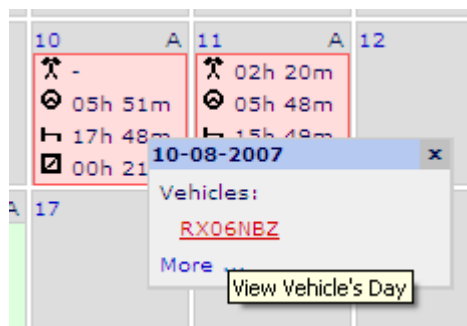 10 A 11 A 12
- 02h 20m
05h 51m 05h 48m
17h 48m 15h 49m
00h 21
10-08-2007 x
Vehicles:
RX06NBZ
More ...
View Vehicle's Day
A 17